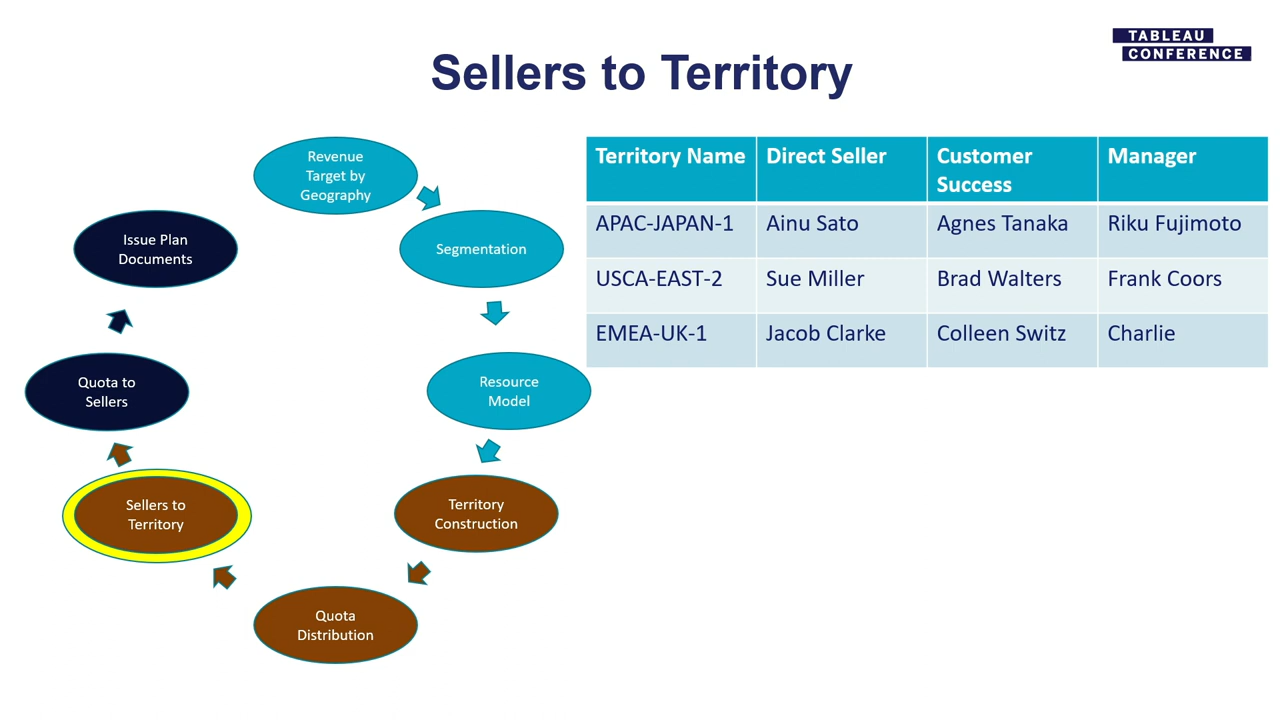 TABLEAU
CONFERENCE
Sellers to Territory
Revenue
Target by
Geography
Segmentation
Resource
Model
Territory
Construction
Quota
Distribution
Sellers to
Territory
Quota to
Sellers
Issue Plan
Documents
Territory Name Direct Seller Customer Success Manager
APAC-JAPAN-1 Ainu Sato Agnes Tanaka Riku Fujimoto
USCA-EAST-2 Sue Miller Brad Walters Frank Coors
EMEA-UK-1 Jacob Clarke Colleen Switz Charlie